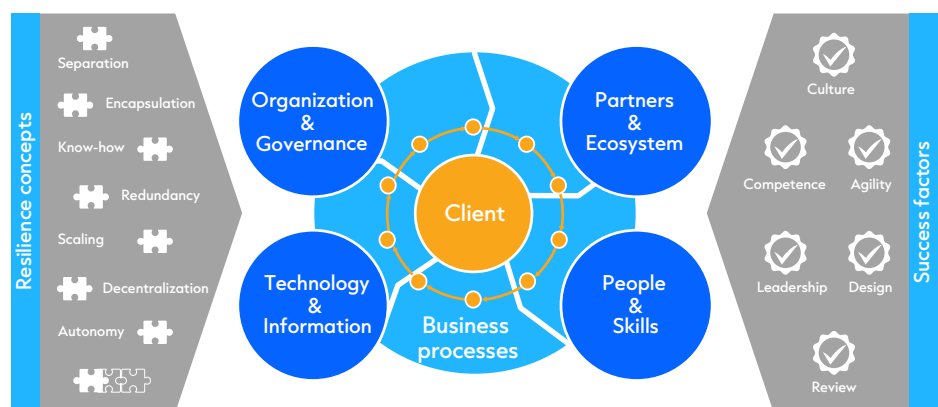 Resilience concepts
Separation
Encapsulation
Know-how
Redundancy
Scaling
Decentralization
Autonomy
Organization
&
Governance
Partners
&
Ecosystem
Client
Technology
&
Information
People
&
Skills
Business
processes
Culture
Competence
Agility
Leadership
Design
Review
Success factors